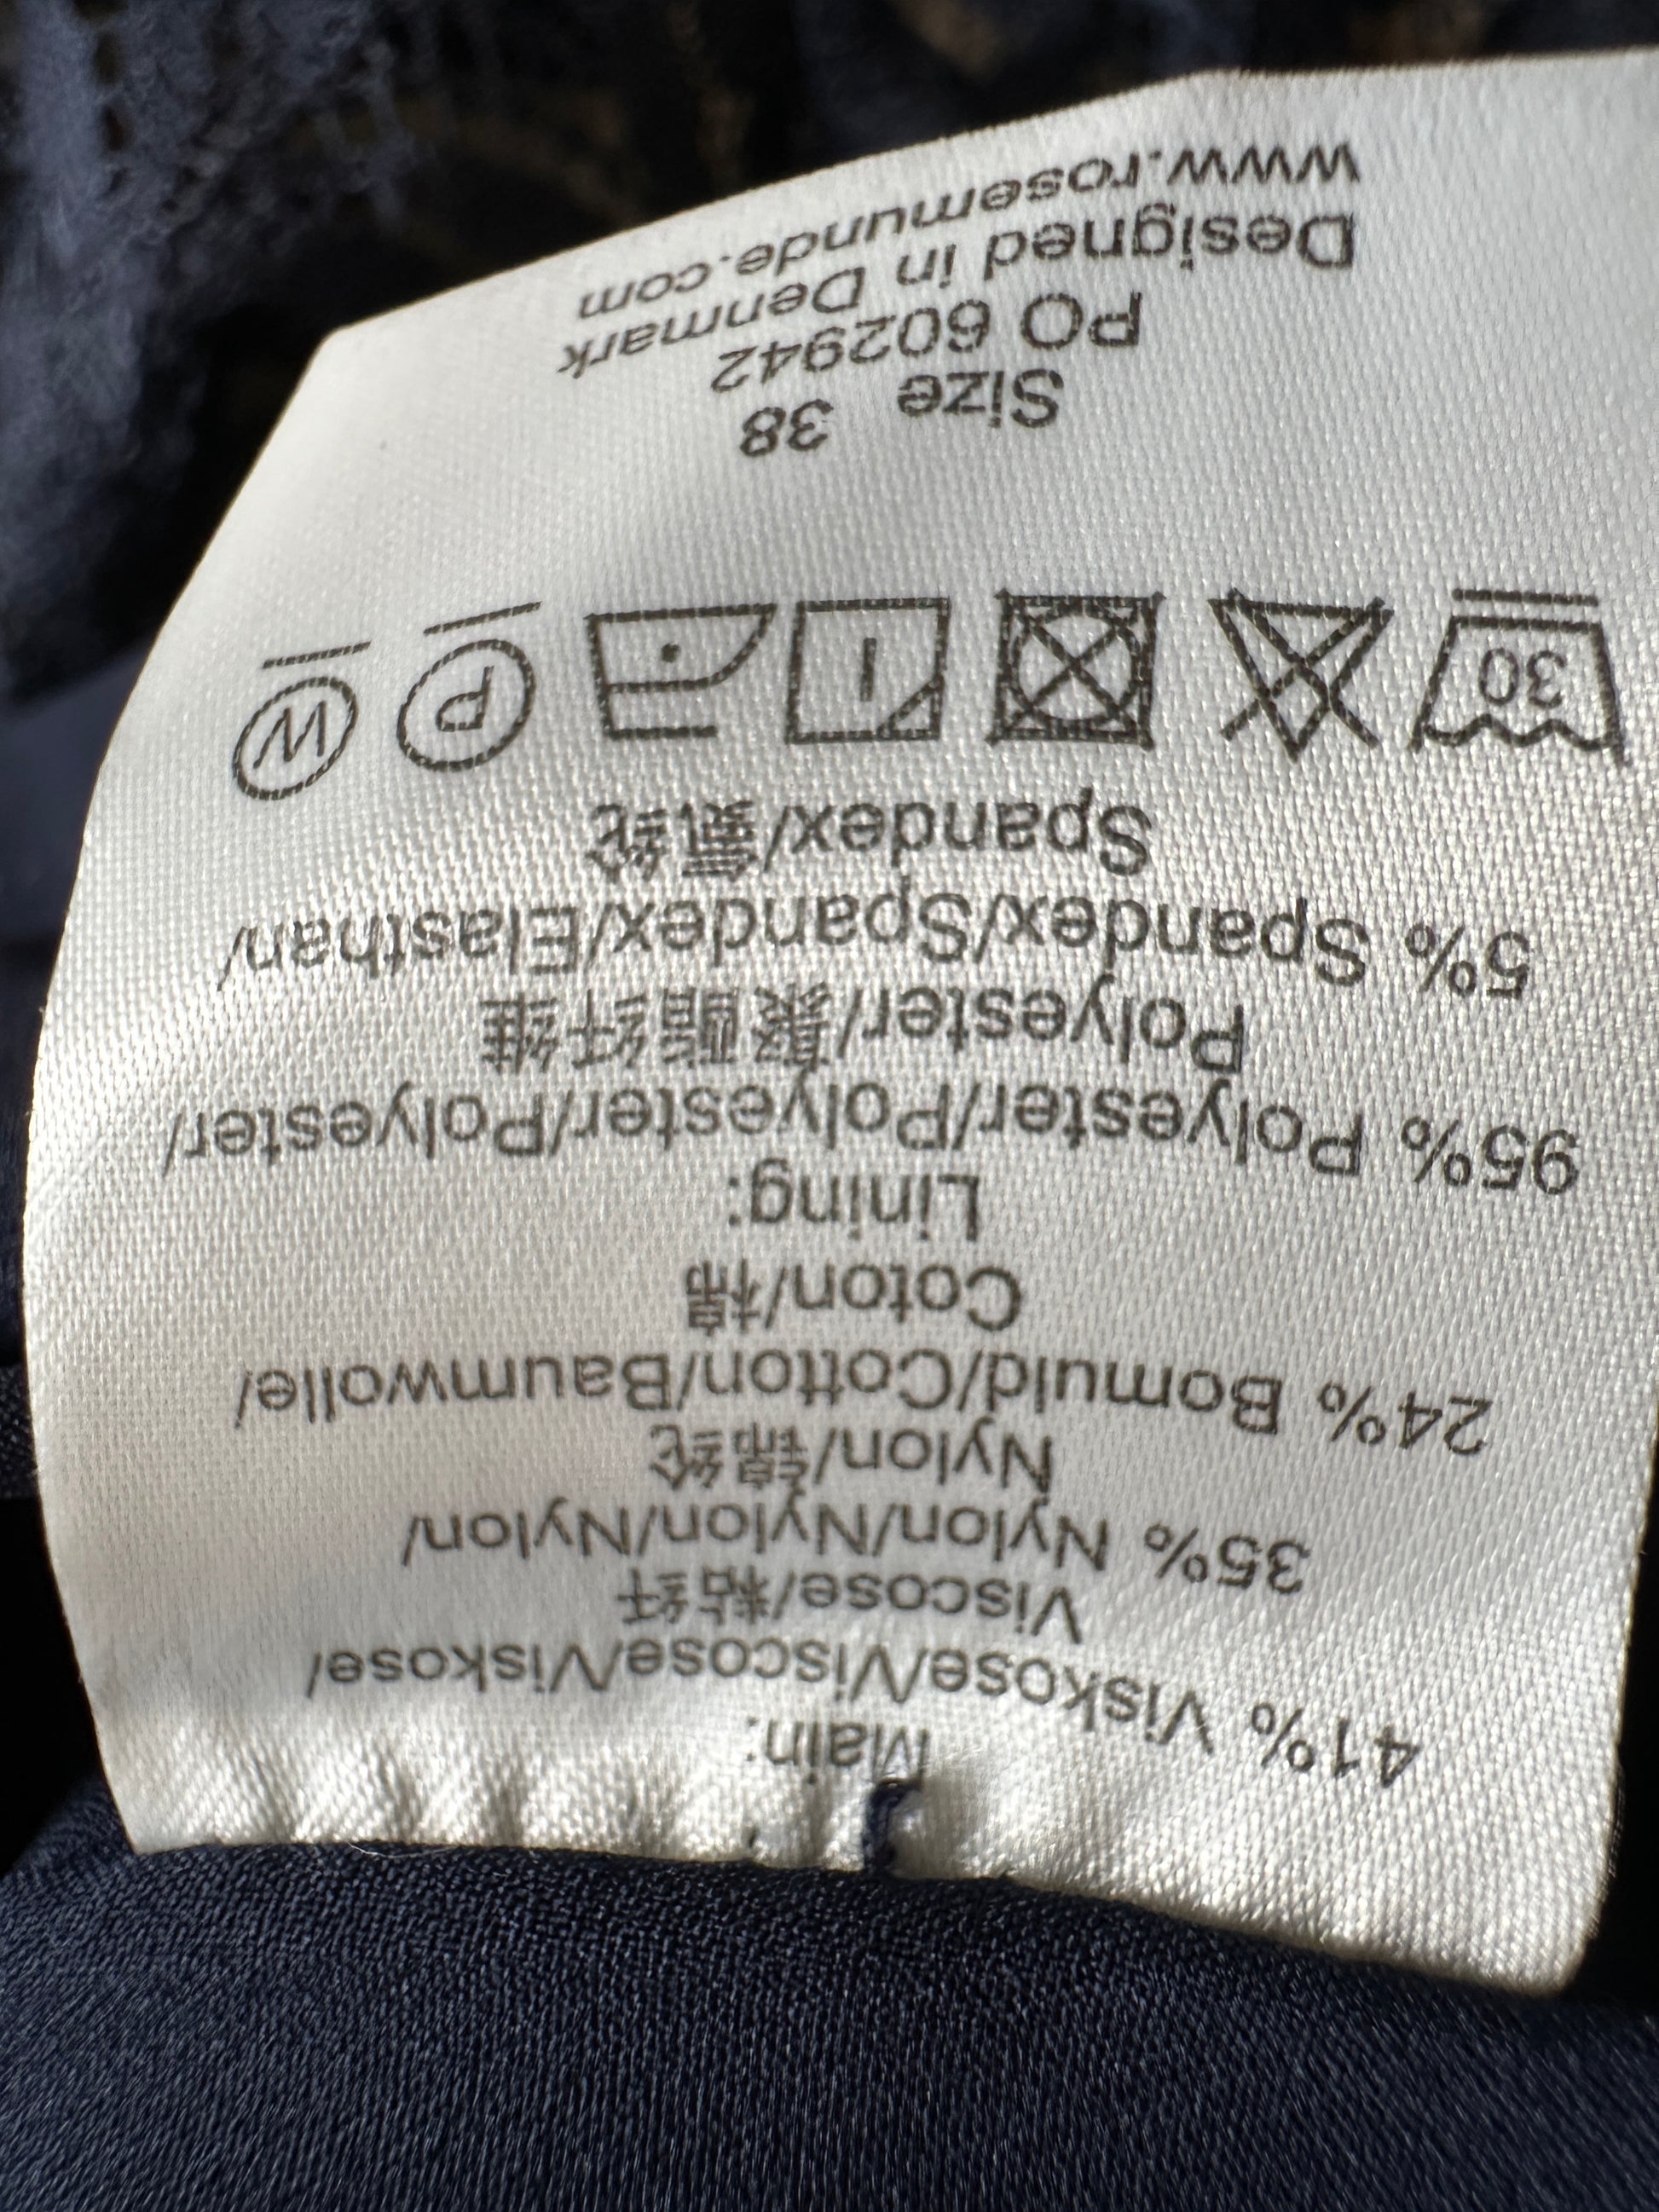 Main:
41% Viskose/Viscose/Viskose/
Viscose/粘纤
35% Nylon/Nylon/Nylon/
Nylon/锦纶
24% Bomuld/Cotton/Baumwolle/
Coton/棉
Lining:
95% Polyester/Polyester/Polyester/
Polyester/聚酯纤维
5% Spandex/Spandex/Elasthan/
Spandex/氨纶
30 P W
Size 38
PO 602942
Designed in Denmark
www.rosemunde.com